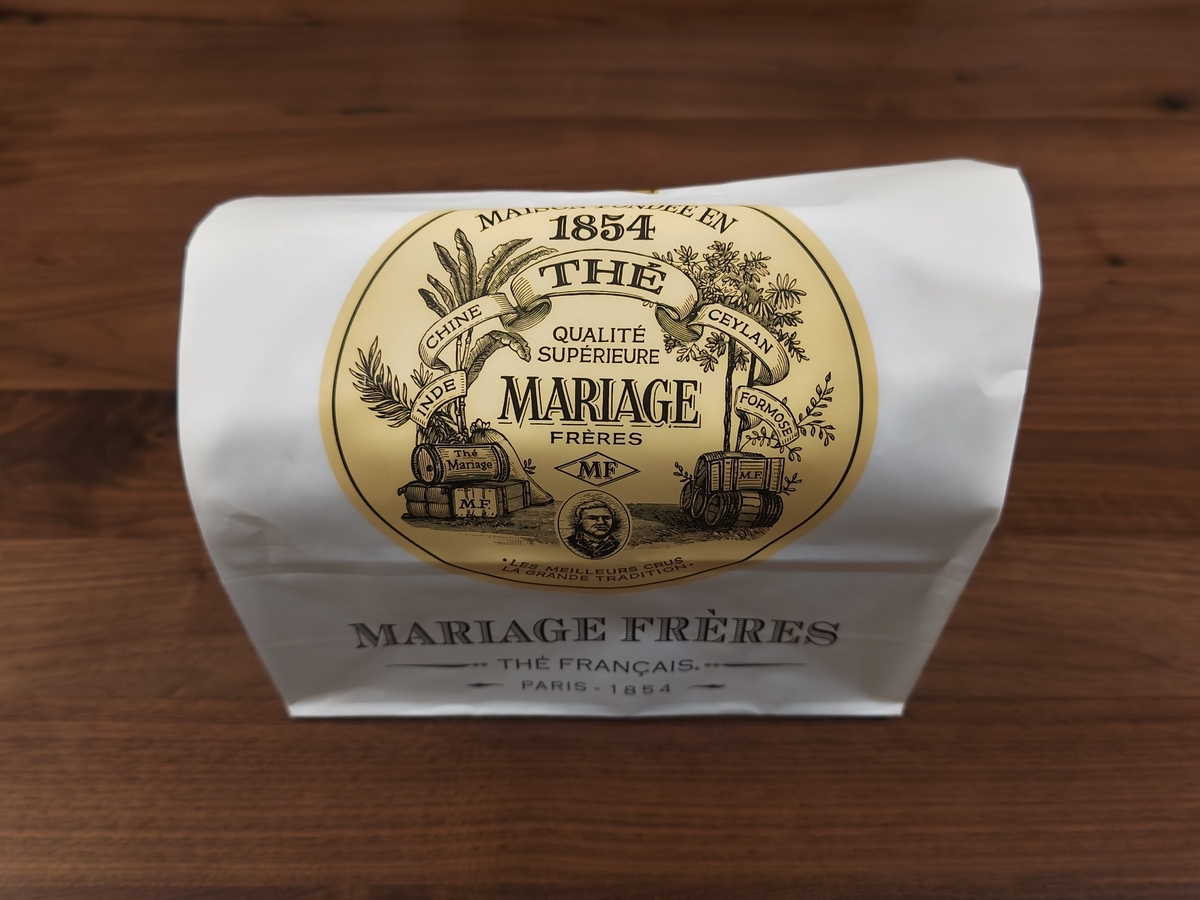 MAISON FONDÉE EN
1854
THÉ
CHINE
CEYLAN
INDE
FORMOSE
QUALITÉ
SUPÉRIEURE
MARIAGE
FRÈRES
MF
Thé
Mariage
M.F.
M.F.
•LES MEILLEURS CRUS
LA GRANDE TRADITION•
MARIAGE FRÈRES
THÉ FRANÇAIS
PARIS - 1854